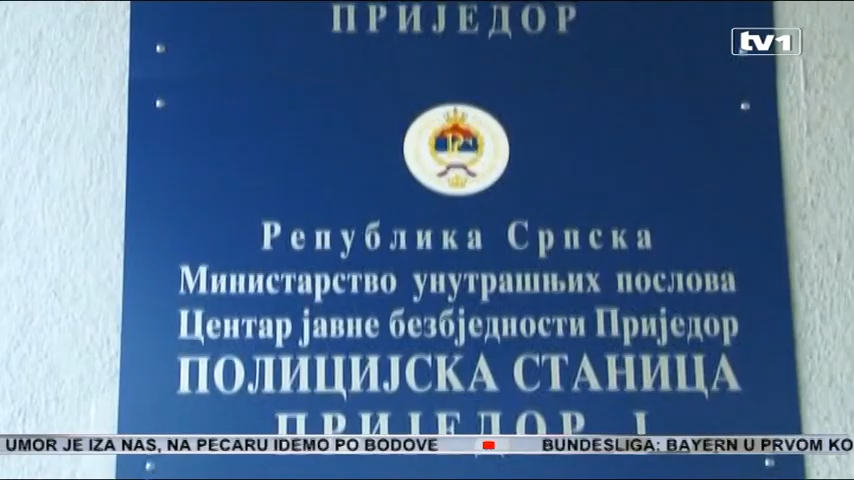 ПРИЈЕДОР
tv1
Република Српска
Министарство унутрашњих послова
Центар јавне безбједности Приједор
ПОЛИЦИЈСКА СТАНИЦА
ПРИЈЕДОР I
UMOR JE IZA NAS, NA PECARU IDEMO PO BODOVE
BUNDESLIGA: BAYERN U PRVOM KO